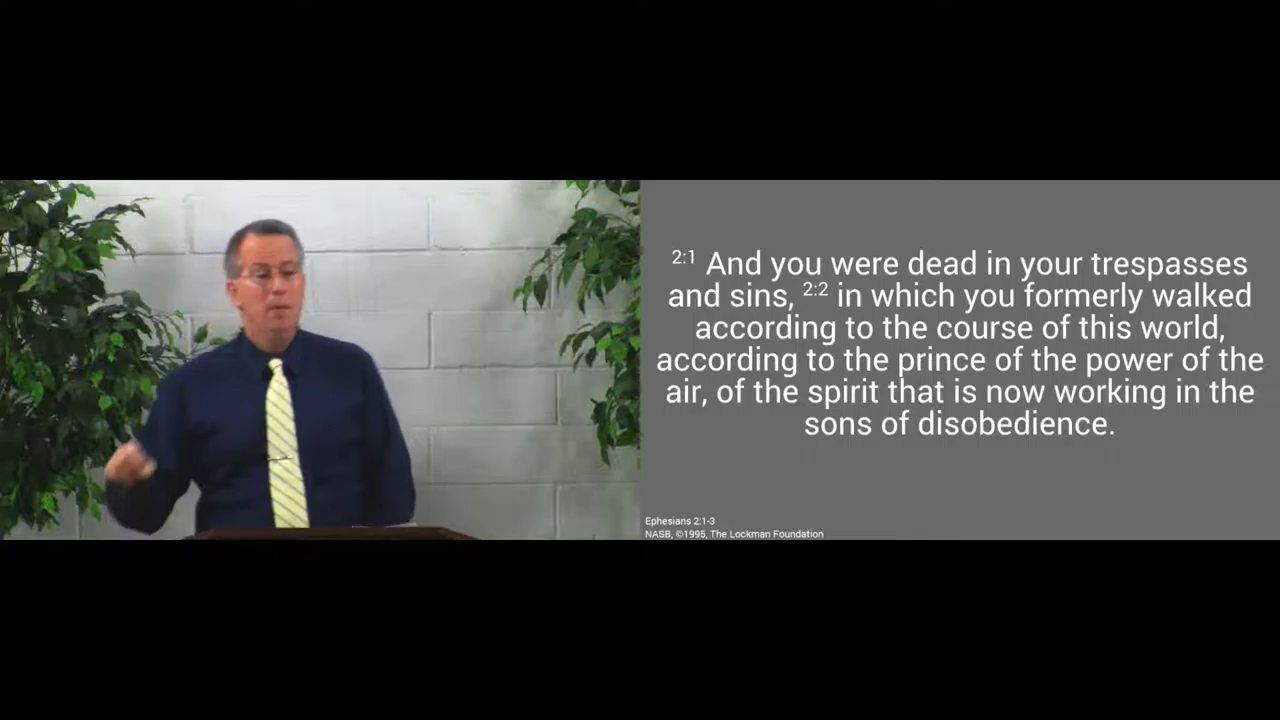 2:1 And you were dead in your trespasses
and sins, 2:2 in which you formerly walked
according to the course of this world,
according to the prince of the power of the
air, of the spirit that is now working in the
sons of disobedience.
Ephesians 2:1-3
NASB, ©1995, The Lockman Foundation